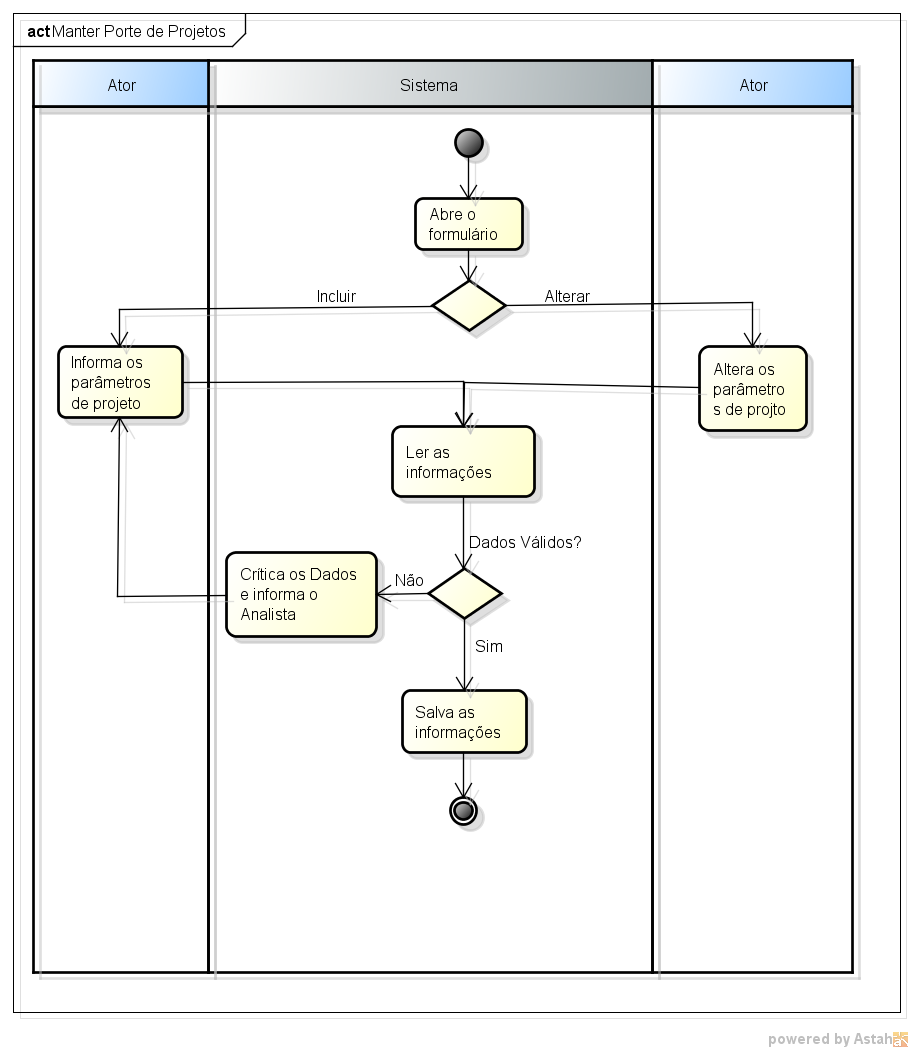 act Manter Porte de Projetos
Ator
Sistema
Ator
Abre o
formulário
Incluir
Alterar
Informa os
parâmetros
de projeto
Altera os
parâmetro
s de projto
Ler as
informações
Dados Válidos?
Crítica os Dados
e informa o
Analista
Não
Sim
Salva as
informações
powered by Astah